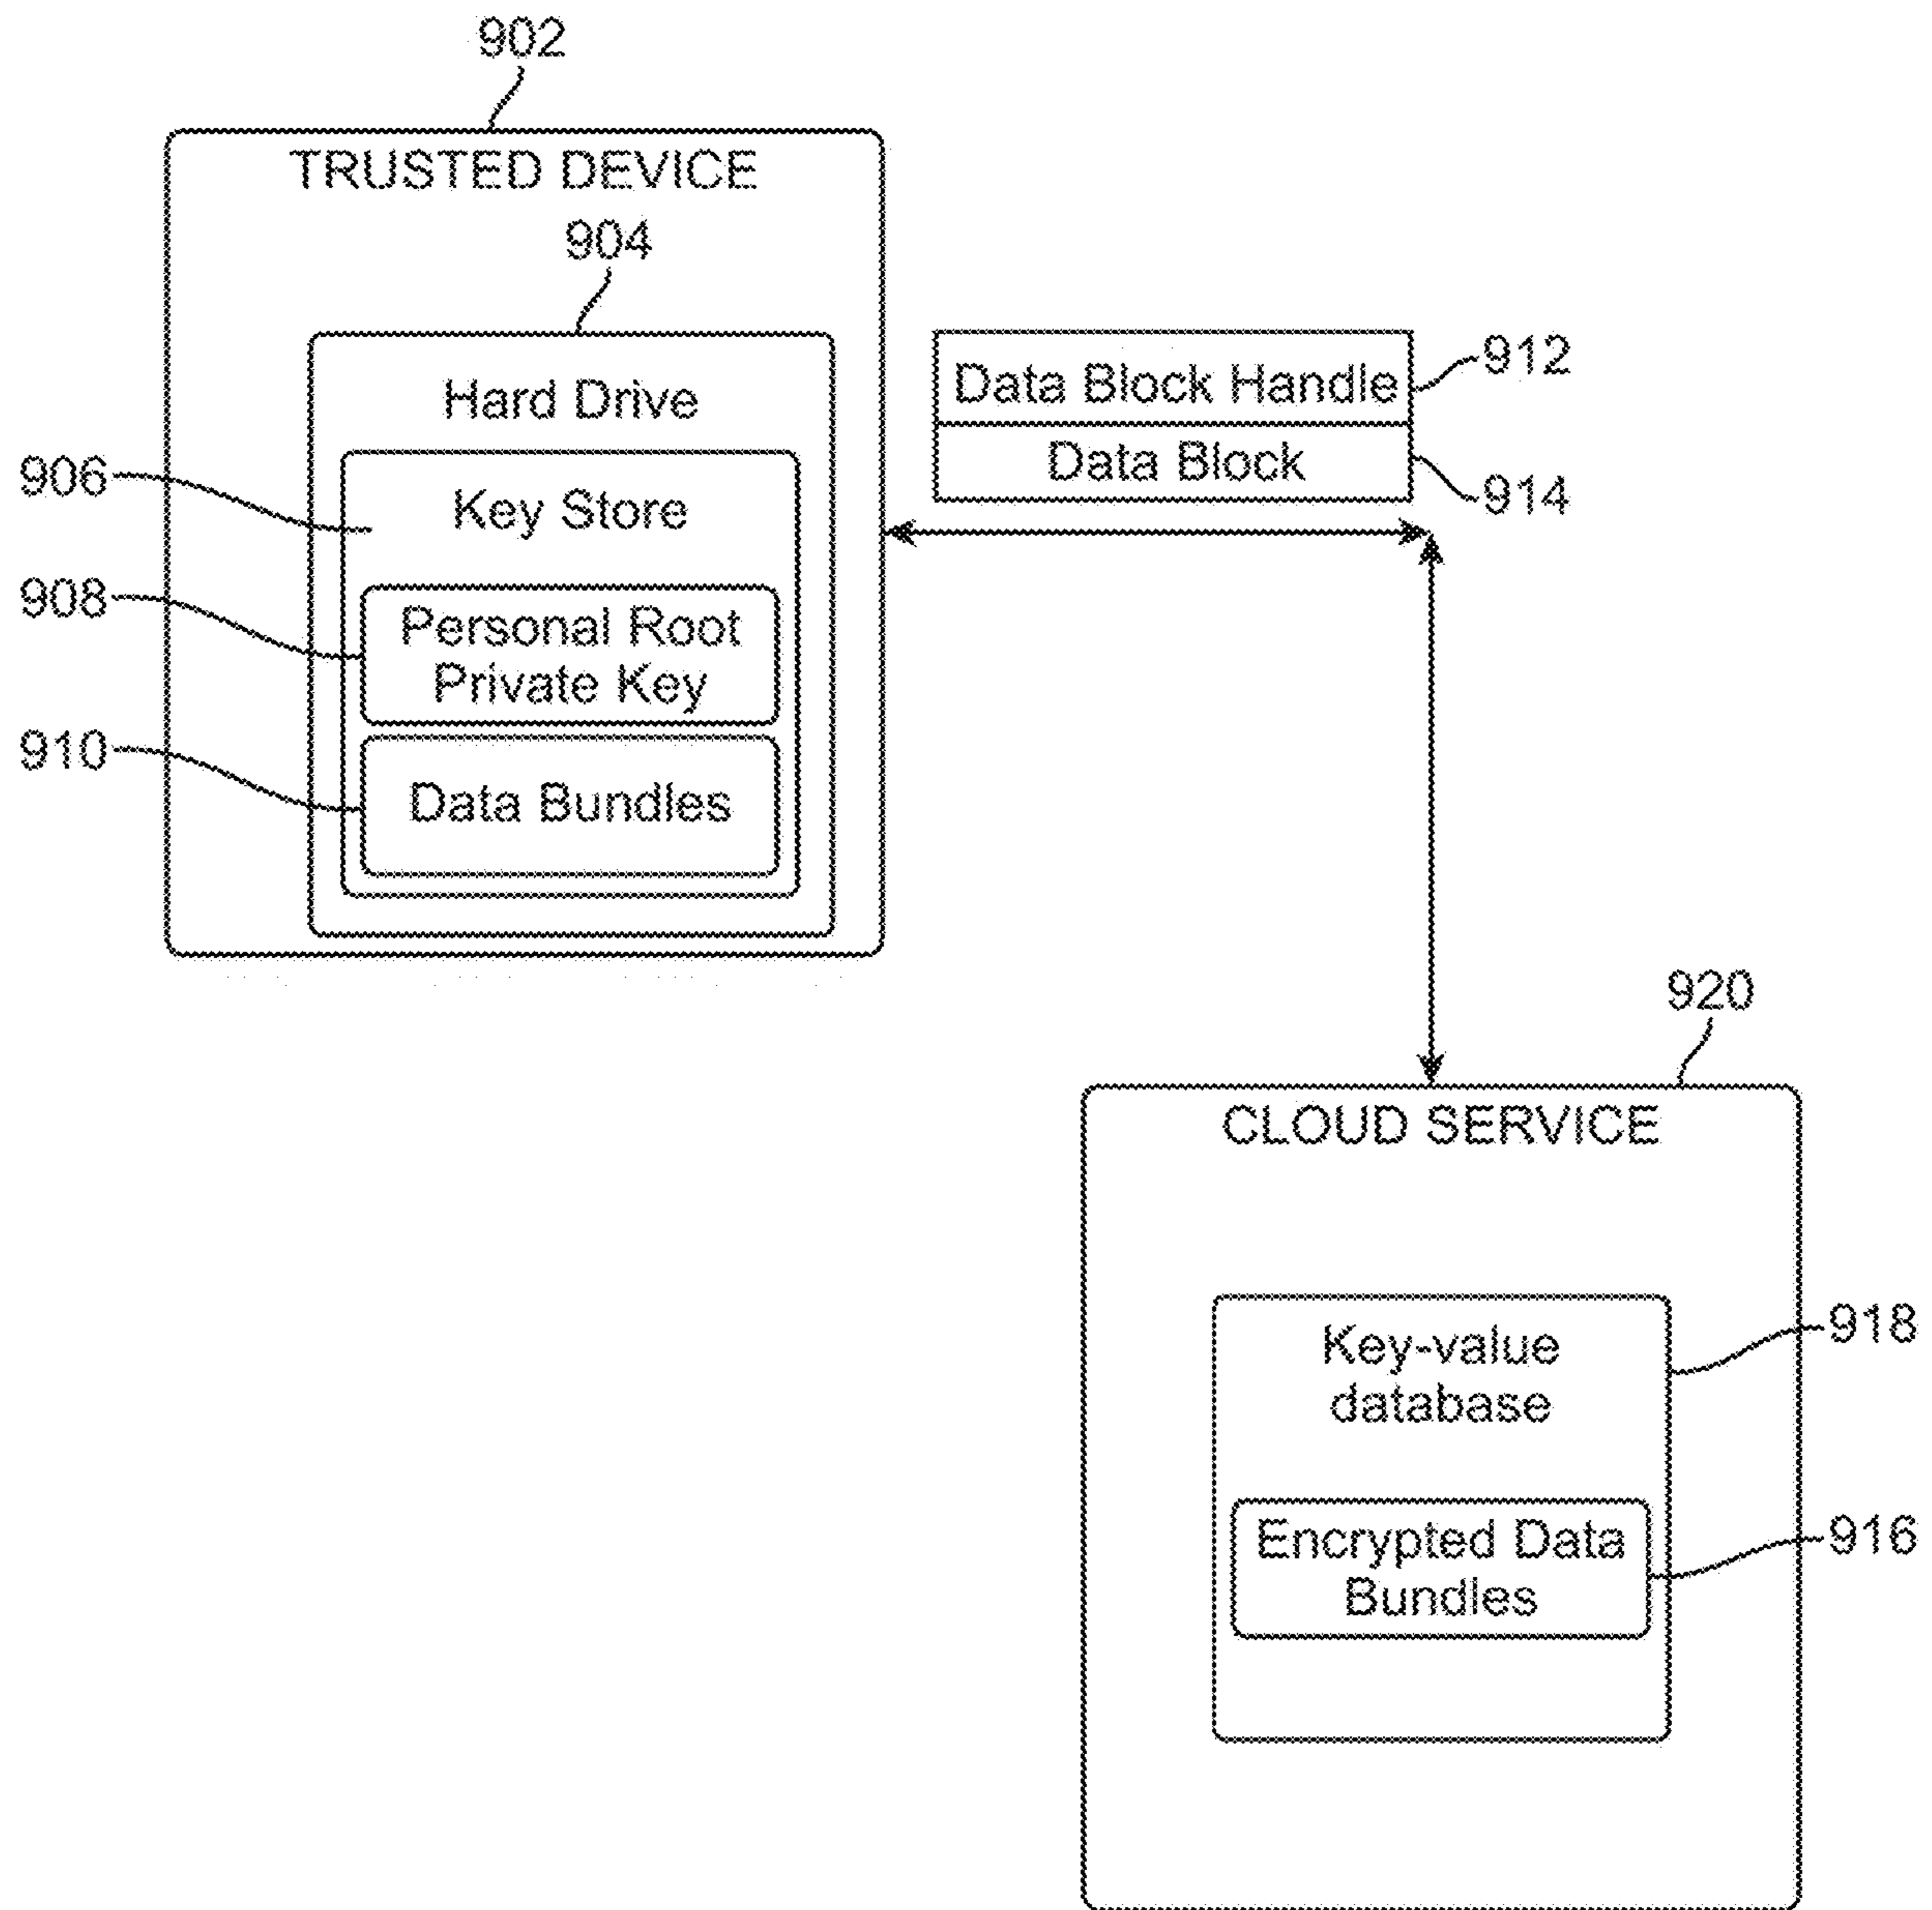 902
TRUSTED DEVICE
904
Hard Drive
906
Key Store
908
Personal Root
Private Key
910
Data Bundles
Data Block Handle
912
Data Block
914
920
CLOUD SERVICE
Key-value
database
918
Encrypted Data
Bundles
916